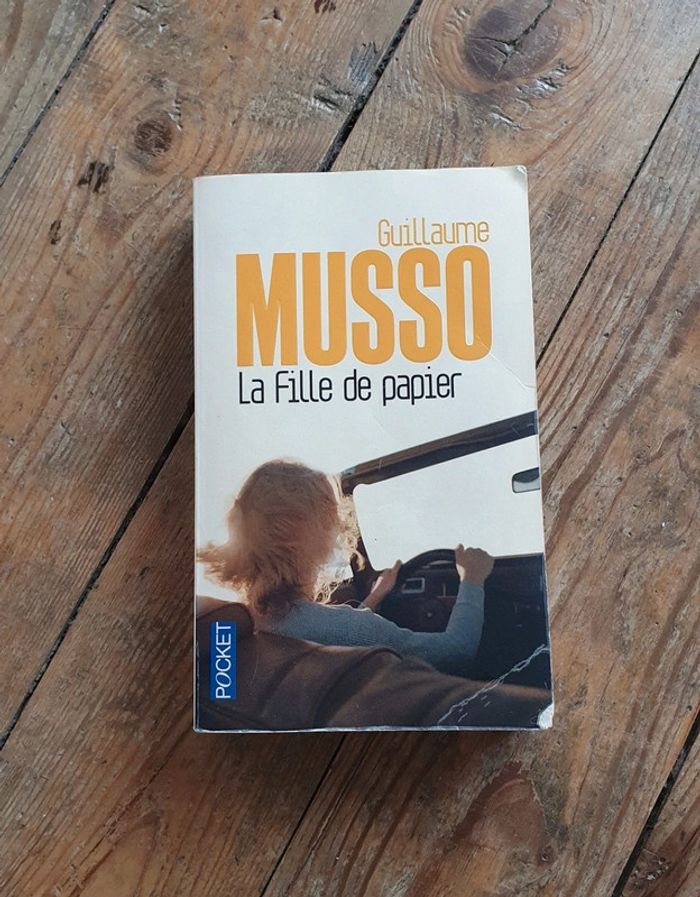 Guillaume
MUSSO
La fille de papier
POCKET